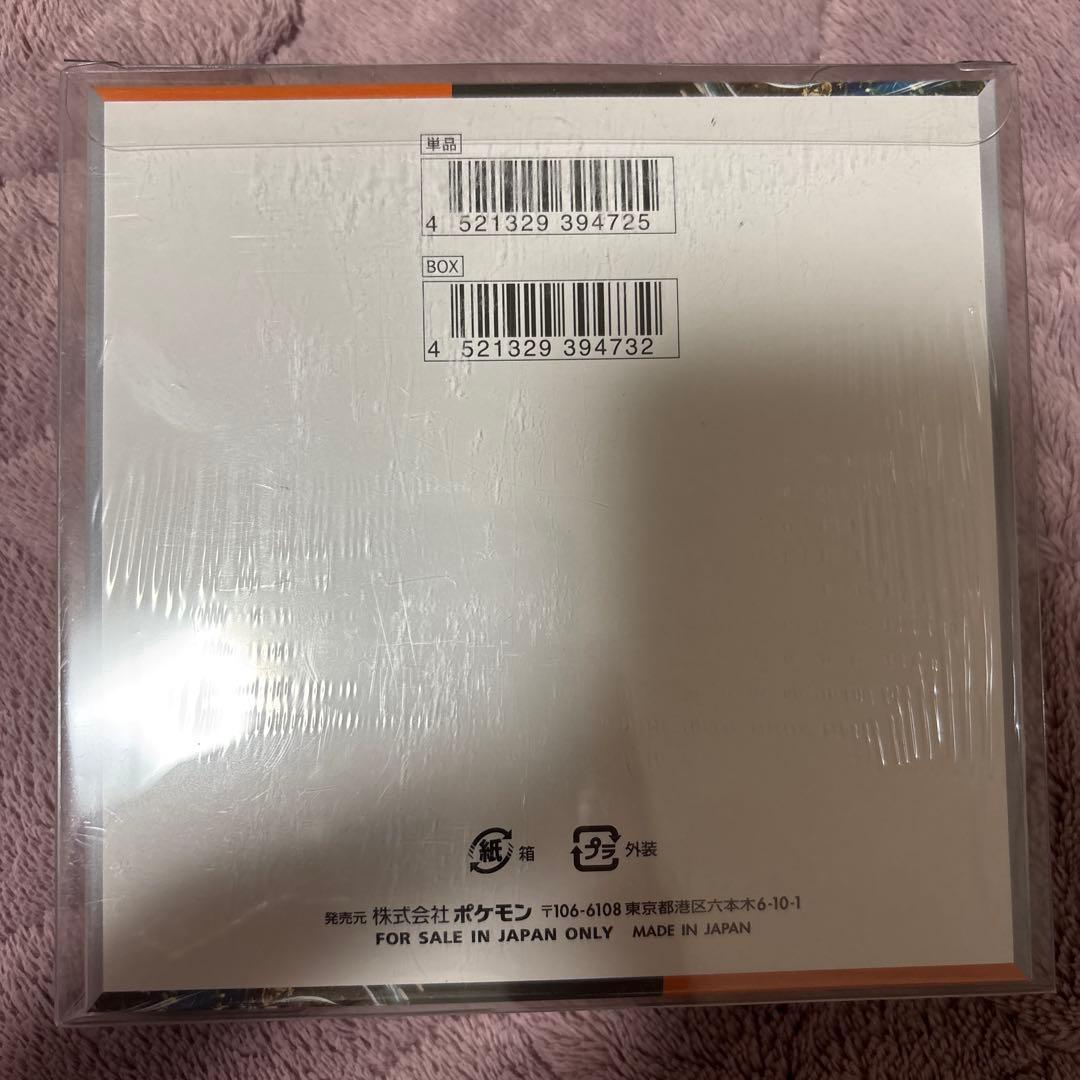 単品
4 521329 394725
BOX
4 521329 394732
紙 箱 プラ 外装
発売元 株式会社 ポケモン 〒106-6108 東京都港区六本木6-10-1
FOR SALE IN JAPAN ONLY MADE IN JAPAN